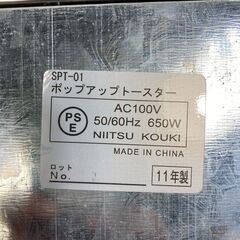 SPT-01
ポップアップトースター
PS
E
AC100V
50/60Hz 650W
NIITSU KOUKI
MADE IN CHINA
ロット
No.
11年製